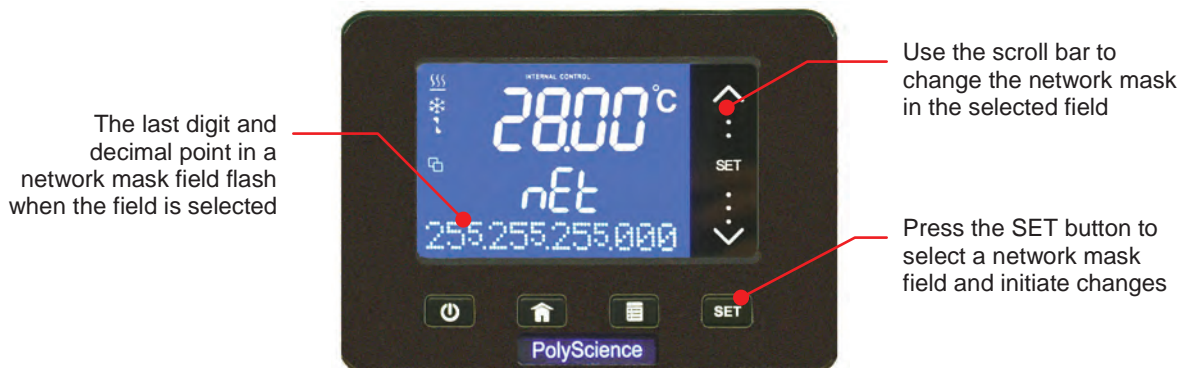 The last digit and
decimal point in a
network mask field flash
when the field is selected
INTERNAL CONTROL
28.00°C
nEt
255.255.255.000
SET
SET
PolyScience
Use the scroll bar to
change the network mask
in the selected field
Press the SET button to
select a network mask
field and initiate changes